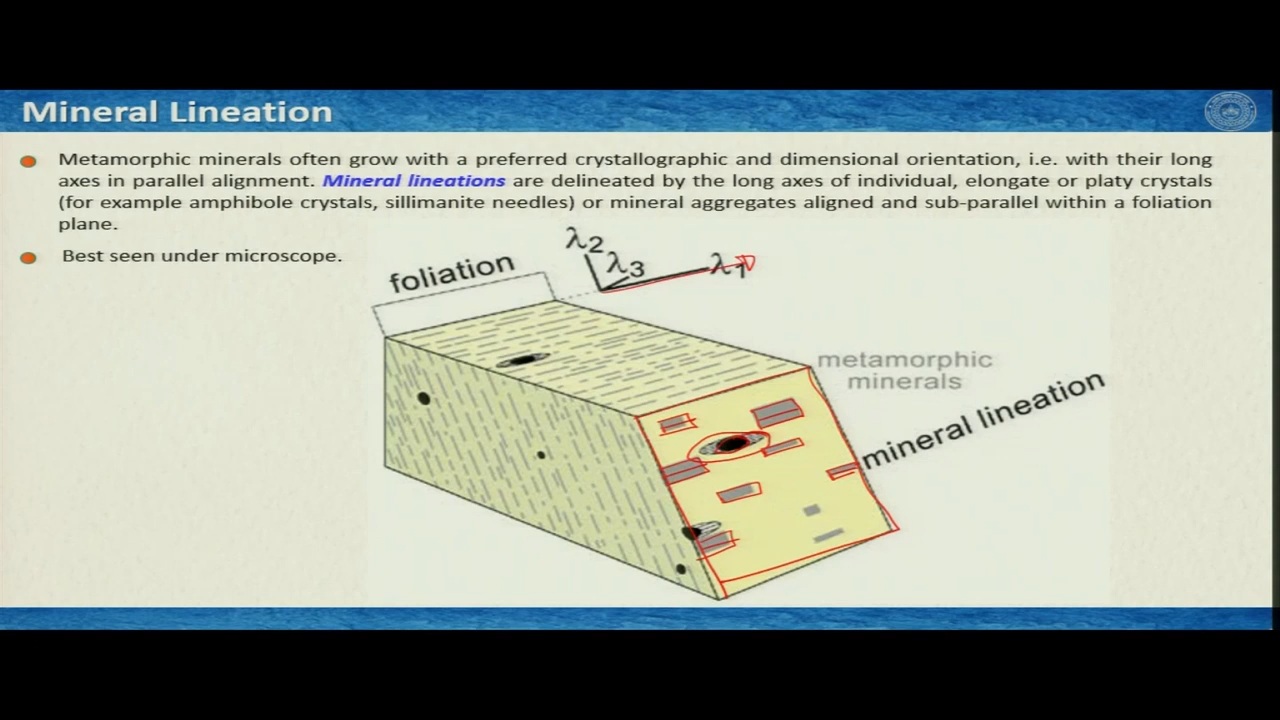 Mineral Lineation
Metamorphic minerals often grow with a preferred crystallographic and dimensional orientation, i.e. with their long
axes in parallel alignment. Mineral lineations are delineated by the long axes of individual, elongate or platy crystals
(for example amphibole crystals, sillimanite needles) or mineral aggregates aligned and sub-parallel within a foliation
plane.
Best seen under microscope.
foliation
λ2
λ3
λ1
metamorphic
minerals
mineral lineation